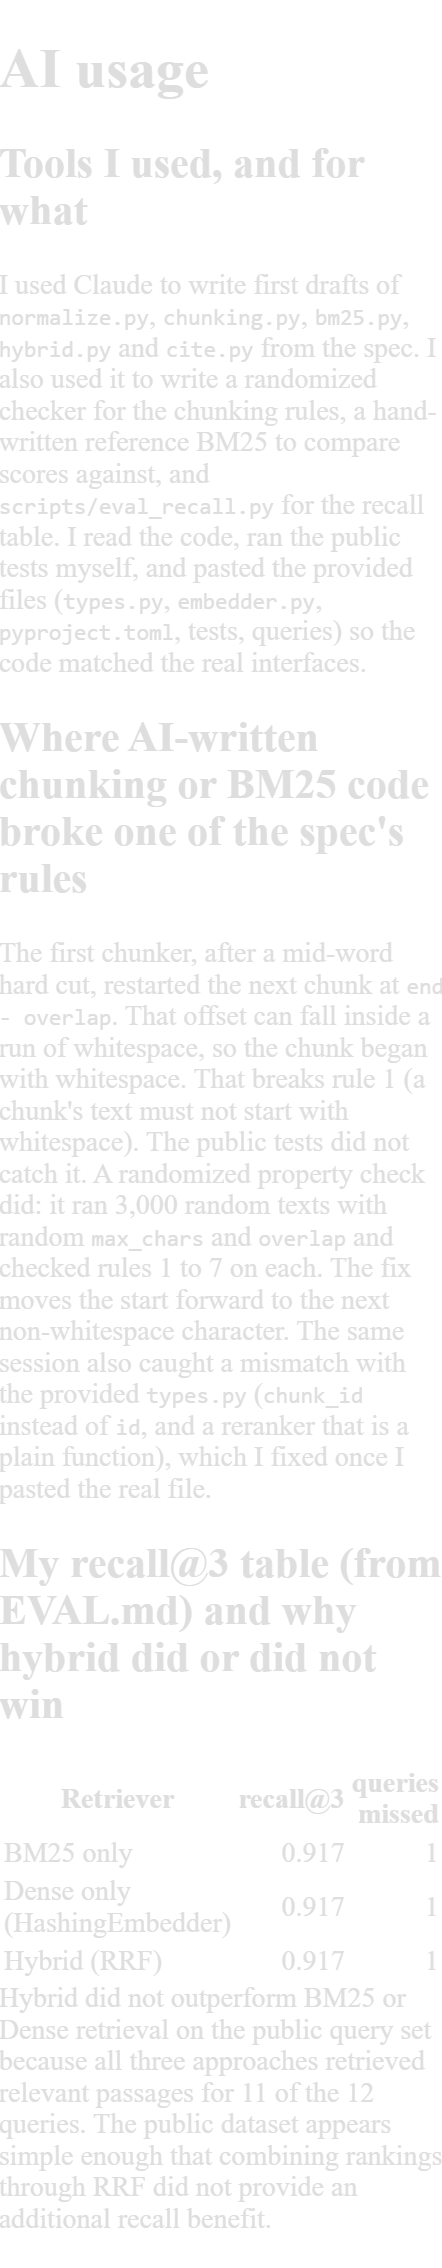 AI usage
Tools I used, and for
what
I used Claude to write first drafts of
normalize.py, chunking.py, bm25.py,
hybrid.py and cite.py from the spec. I
also used it to write a randomized
checker for the chunking rules, a hand-
written reference BM25 to compare
scores against, and
scripts/eval_recall.py for the recall
table. I read the code, ran the public
tests myself, and pasted the provided
files (types.py, embedder.py,
pyproject.toml, tests, queries) so the
code matched the real interfaces.
Where AI-written
chunking or BM25 code
broke one of the spec's
rules
The first chunker, after a mid-word
hard cut, restarted the next chunk at end
- overlap. That offset can fall inside a
run of whitespace, so the chunk began
with whitespace. That breaks rule 1 (a
chunk's text must not start with
whitespace). The public tests did not
catch it. A randomized property check
did: it ran 3,000 random texts with
random max_chars and overlap and
checked rules 1 to 7 on each. The fix
moves the start forward to the next
non-whitespace character. The same
session also caught a mismatch with
the provided types.py (chunk_id
instead of id, and a reranker that is a
plain function), which I fixed once I
pasted the real file.
My recall@3 table (from
EVAL.md) and why
hybrid did or did not
win
Retriever recall@3 queries missed
BM25 only 0.917 1
Dense only (HashingEmbedder) 0.917 1
Hybrid (RRF) 0.917 1
Hybrid did not outperform BM25 or
Dense retrieval on the public query set
because all three approaches retrieved
relevant passages for 11 of the 12
queries. The public dataset appears
simple enough that combining rankings
through RRF did not provide an
additional recall benefit.